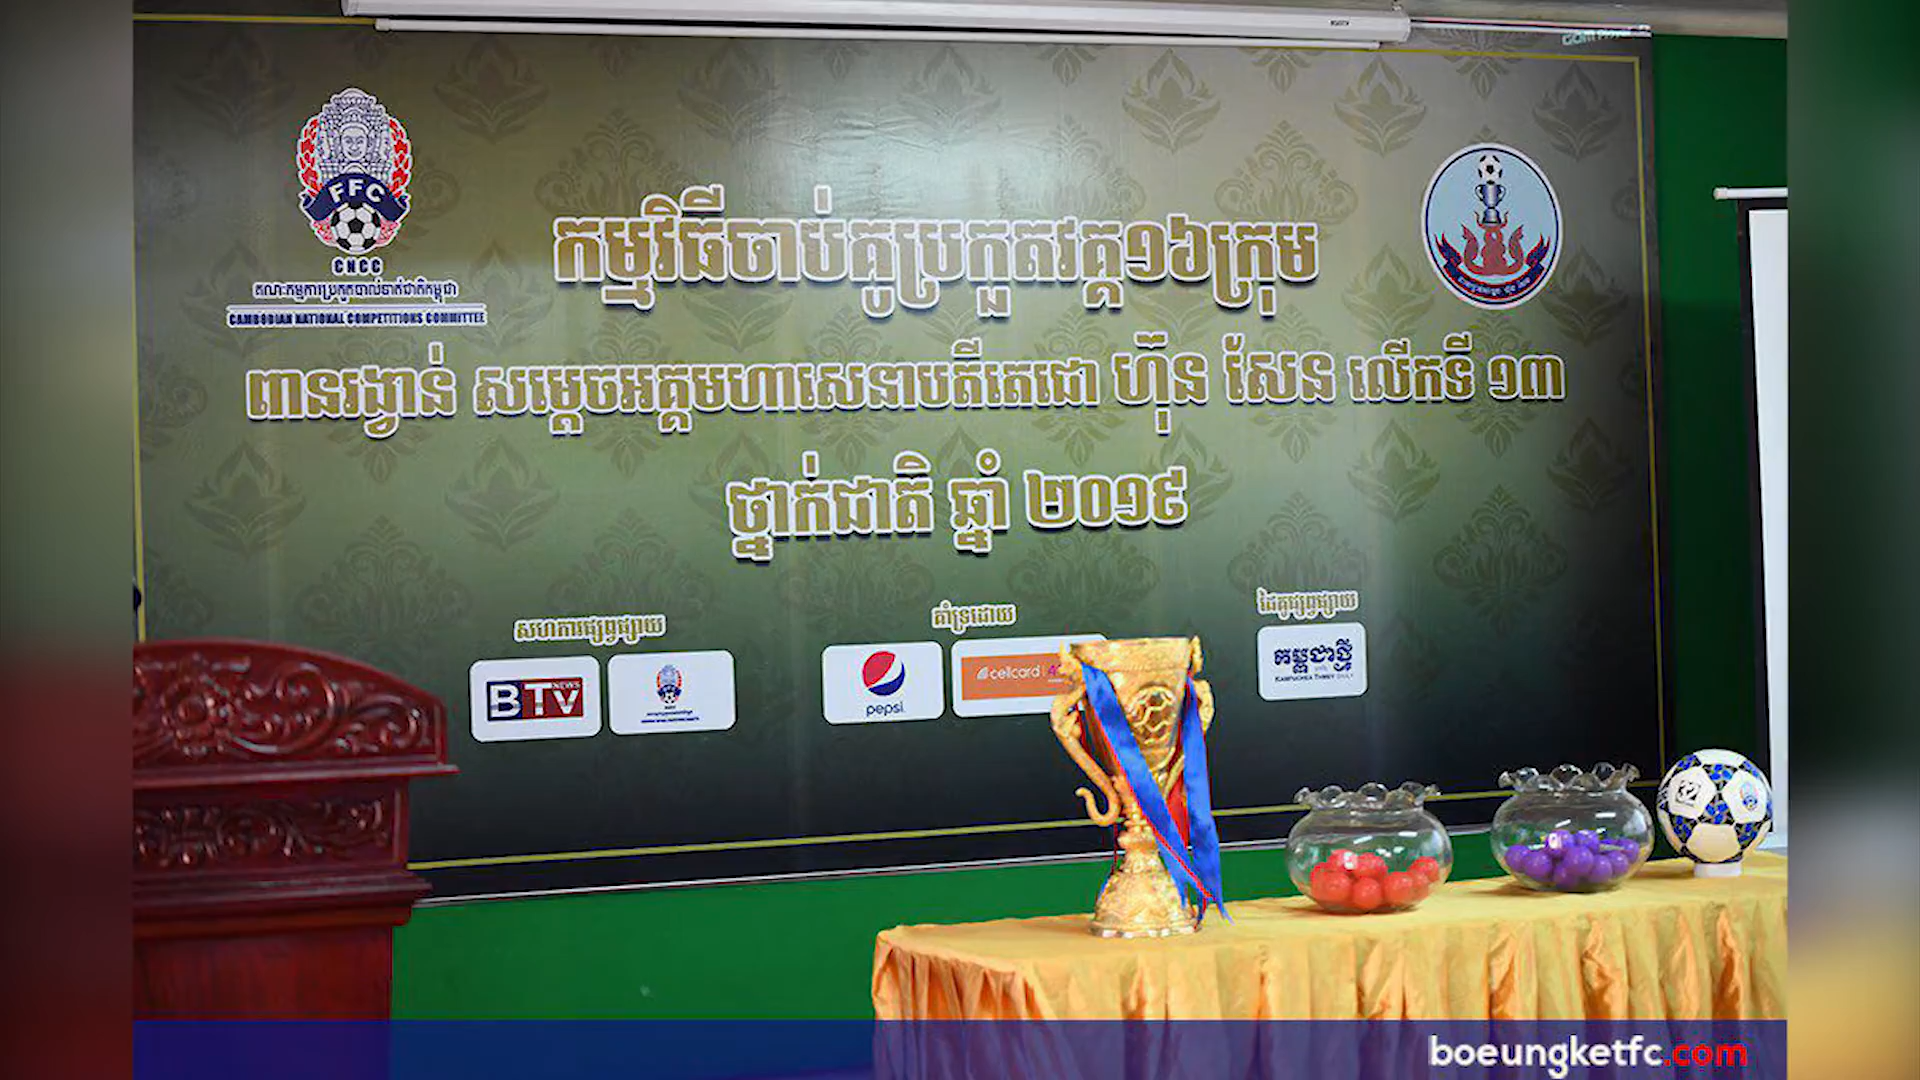 FFC
CNCC
គណៈកម្មការប្រកួតបាល់ទាត់ជាតិកម្ពុជា
CAMBODIAN NATIONAL COMPETITIONS COMMITTEE
កម្មវិធីចាប់គូប្រកួតវគ្គ១៦ក្រុម
ពានរង្វាន់ សម្តេចអគ្គមហាសេនាបតីតេជោ ហ៊ុន សែន លើកទី ១៣
ថ្នាក់ជាតិ ឆ្នាំ ២០១៩
សហការផ្សព្វផ្សាយ
គាំទ្រដោយ
ដៃគូផ្សព្វផ្សាយ
BTV NEWS
pepsi
cellcard
កម្ពុជាថ្មី
KAMPUCHEA THMEY DAILY
32
boeungketfc.com